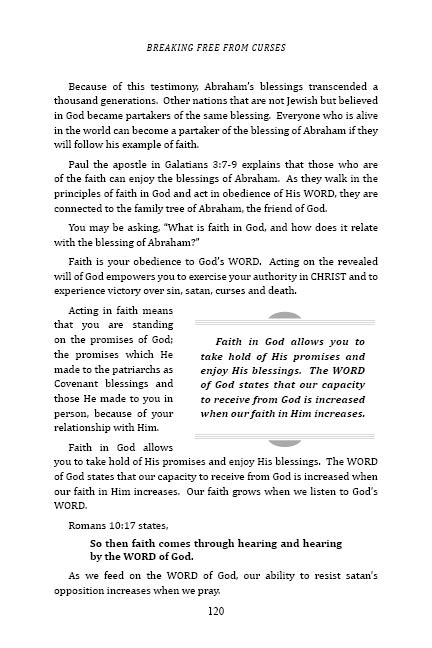 BREAKING FREE FROM CURSES
Because of this testimony, Abraham's blessings transcended a
thousand generations. Other nations that are not Jewish but believed
in God became partakers of the same blessing. Everyone who is alive
in the world can become a partaker of the blessing of Abraham if they
will follow his example of faith.
Paul the apostle in Galatians 3:7-9 explains that those who are
of the faith can enjoy the blessings of Abraham. As they walk in the
principles of faith in God and act in obedience of His WORD, they are
connected to the family tree of Abraham, the friend of God.
You may be asking, "What is faith in God, and how does it relate
with the blessing of Abraham?"
Faith is your obedience to God's WORD. Acting on the revealed
will of God empowers you to exercise your authority in CHRIST and to
experience victory over sin, satan, curses and death.
Acting in faith means
that you are standing
on the promises of God;
the promises which He
made to the patriarchs as
Covenant blessings and
those He made to you in
person, because of your
relationship with Him.
Faith in God allows you to
take hold of His promises and
enjoy His blessings. The WORD
of God states that our capacity
to receive from God is increased
when our faith in Him increases.
Faith in God allows
you to take hold of His promises and enjoy His blessings. The WORD
of God states that our capacity to receive from God is increased when
our faith in Him increases. Our faith grows when we listen to God's
WORD.
Romans 10:17 states,
So then faith comes through hearing and hearing
by the WORD of God.
As we feed on the WORD of God, our ability to resist satan's
opposition increases when we pray.
120